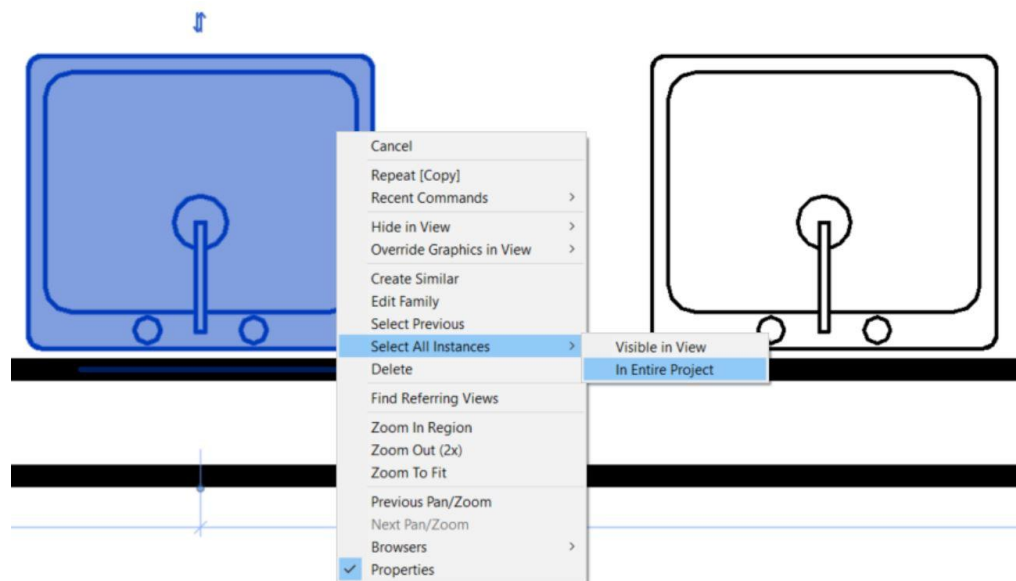 Cancel
Repeat [Copy]
Recent Commands
Hide in View
Override Graphics in View
Create Similar
Edit Family
Select Previous
Select All Instances
Visible in View
Delete
In Entire Project
Find Referring Views
Zoom In Region
Zoom Out (2x)
Zoom To Fit
Previous Pan/Zoom
Next Pan/Zoom
Browsers
Properties